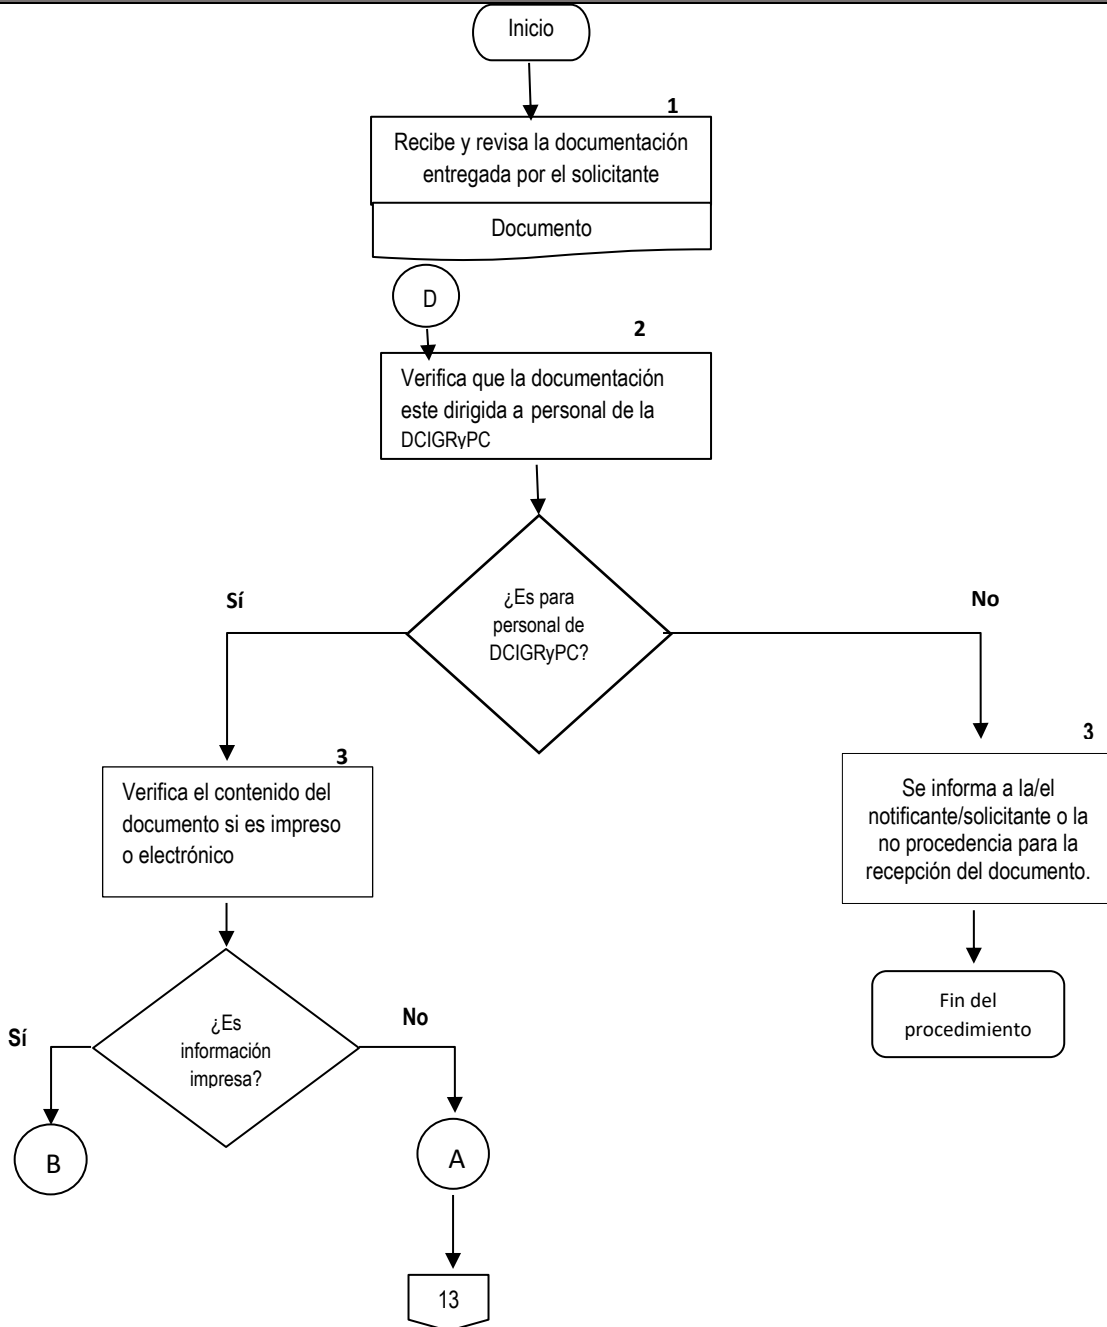 Inicio
1
Recibe y revisa la documentación
entregada por el solicitante
Documento
D
2
Verifica que la documentación
este dirigida a personal de la
DCIGRyPC
¿Es para
personal de
DCIGRyPC?
Sí
No
3
Verifica el contenido del
documento si es impreso
o electrónico
3
Se informa a la/el
notificante/solicitante o la
no procedencia para la
recepción del documento.
¿Es
información
impresa?
Sí
No
Fin del
procedimiento
B
A
13